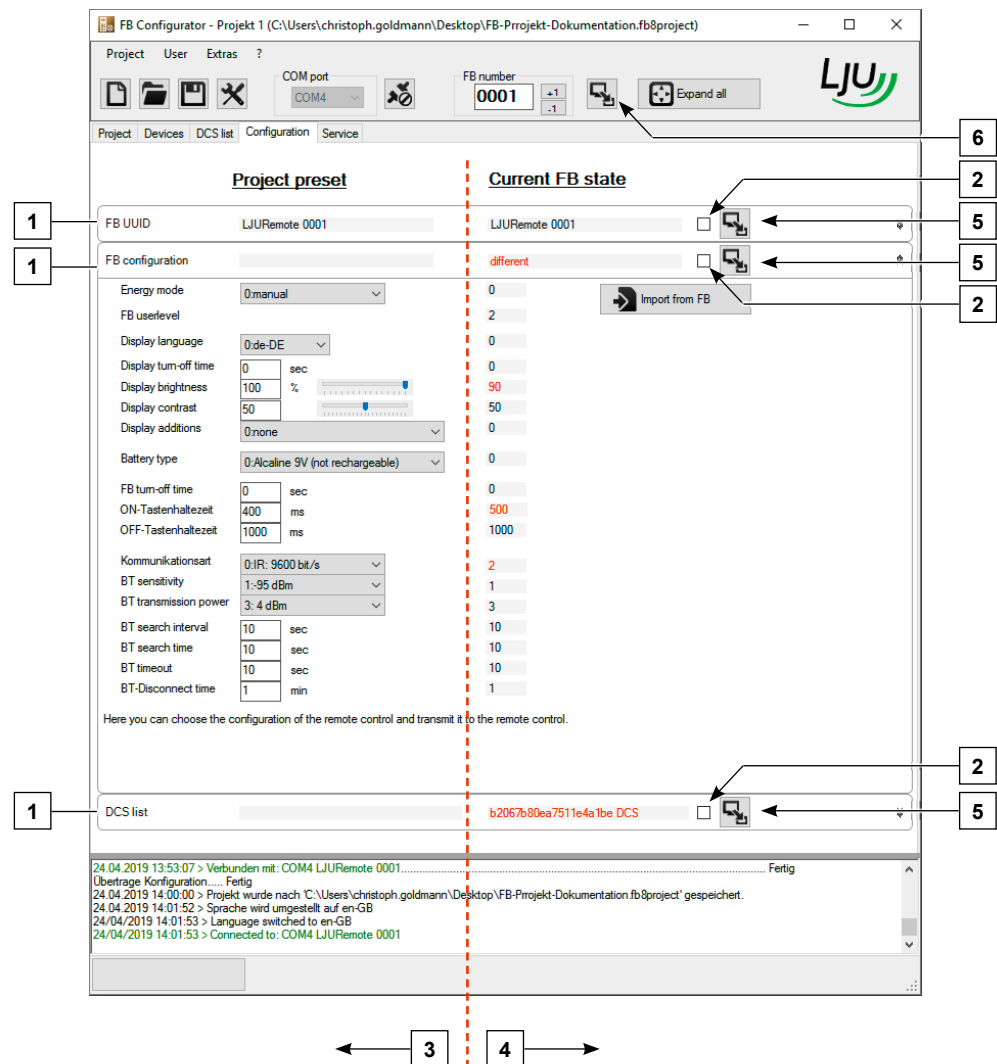 FB Configurator - Projekt 1 (C:\Users\christoph.goldmann\Desktop\FB-Prrojekt-Dokumentation.fb8project)
Project User Extras ?
COM port
COM4
FB number
0001
+1
-1
Expand all
LJU
6
Project Devices DCS list Configuration Service
Project preset
Current FB state
2
1
FB UUID LJURemote 0001 LJURemote 0001
5
1
FB configuration different
5
2
Energy mode 0:manual 0
Import from FB
FB userlevel 2
Display language 0:de-DE 0
Display turn-off time 0 sec 0
Display brightness 100 % 90
Display contrast 50 50
Display additions 0:none 0
Battery type 0:Alcaline 9V (not rechargeable) 0
FB turn-off time 0 sec 0
ON-Tastenhaltezeit 400 ms 500
OFF-Tastenhaltezeit 1000 ms 1000
Kommunikationsart 0:IR: 9600 bit/s 2
BT sensitivity 1:-95 dBm 1
BT transmission power 3: 4 dBm 3
BT search interval 10 sec 10
BT search time 10 sec 10
BT timeout 10 sec 10
BT-Disconnect time 1 min 1
Here you can choose the configuration of the remote control and transmit it to the remote control.
2
1
DCS list b2067b80ea7511e4a1be DCS
5
24.04.2019 13:53:07 > Verbunden mit: COM4 LJURemote 0001............................................................ Fertig
Übertrage Konfiguration..... Fertig
24.04.2019 14:00:00 > Projekt wurde nach 'C:\Users\christoph.goldmann\Desktop\FB-Prrojekt-Dokumentation.fb8project' gespeichert.
24.04.2019 14:01:52 > Sprache wird umgestellt auf en-GB
24/04/2019 14:01:53 > Language switched to en-GB
24/04/2019 14:01:53 > Connected to: COM4 LJURemote 0001
3
4